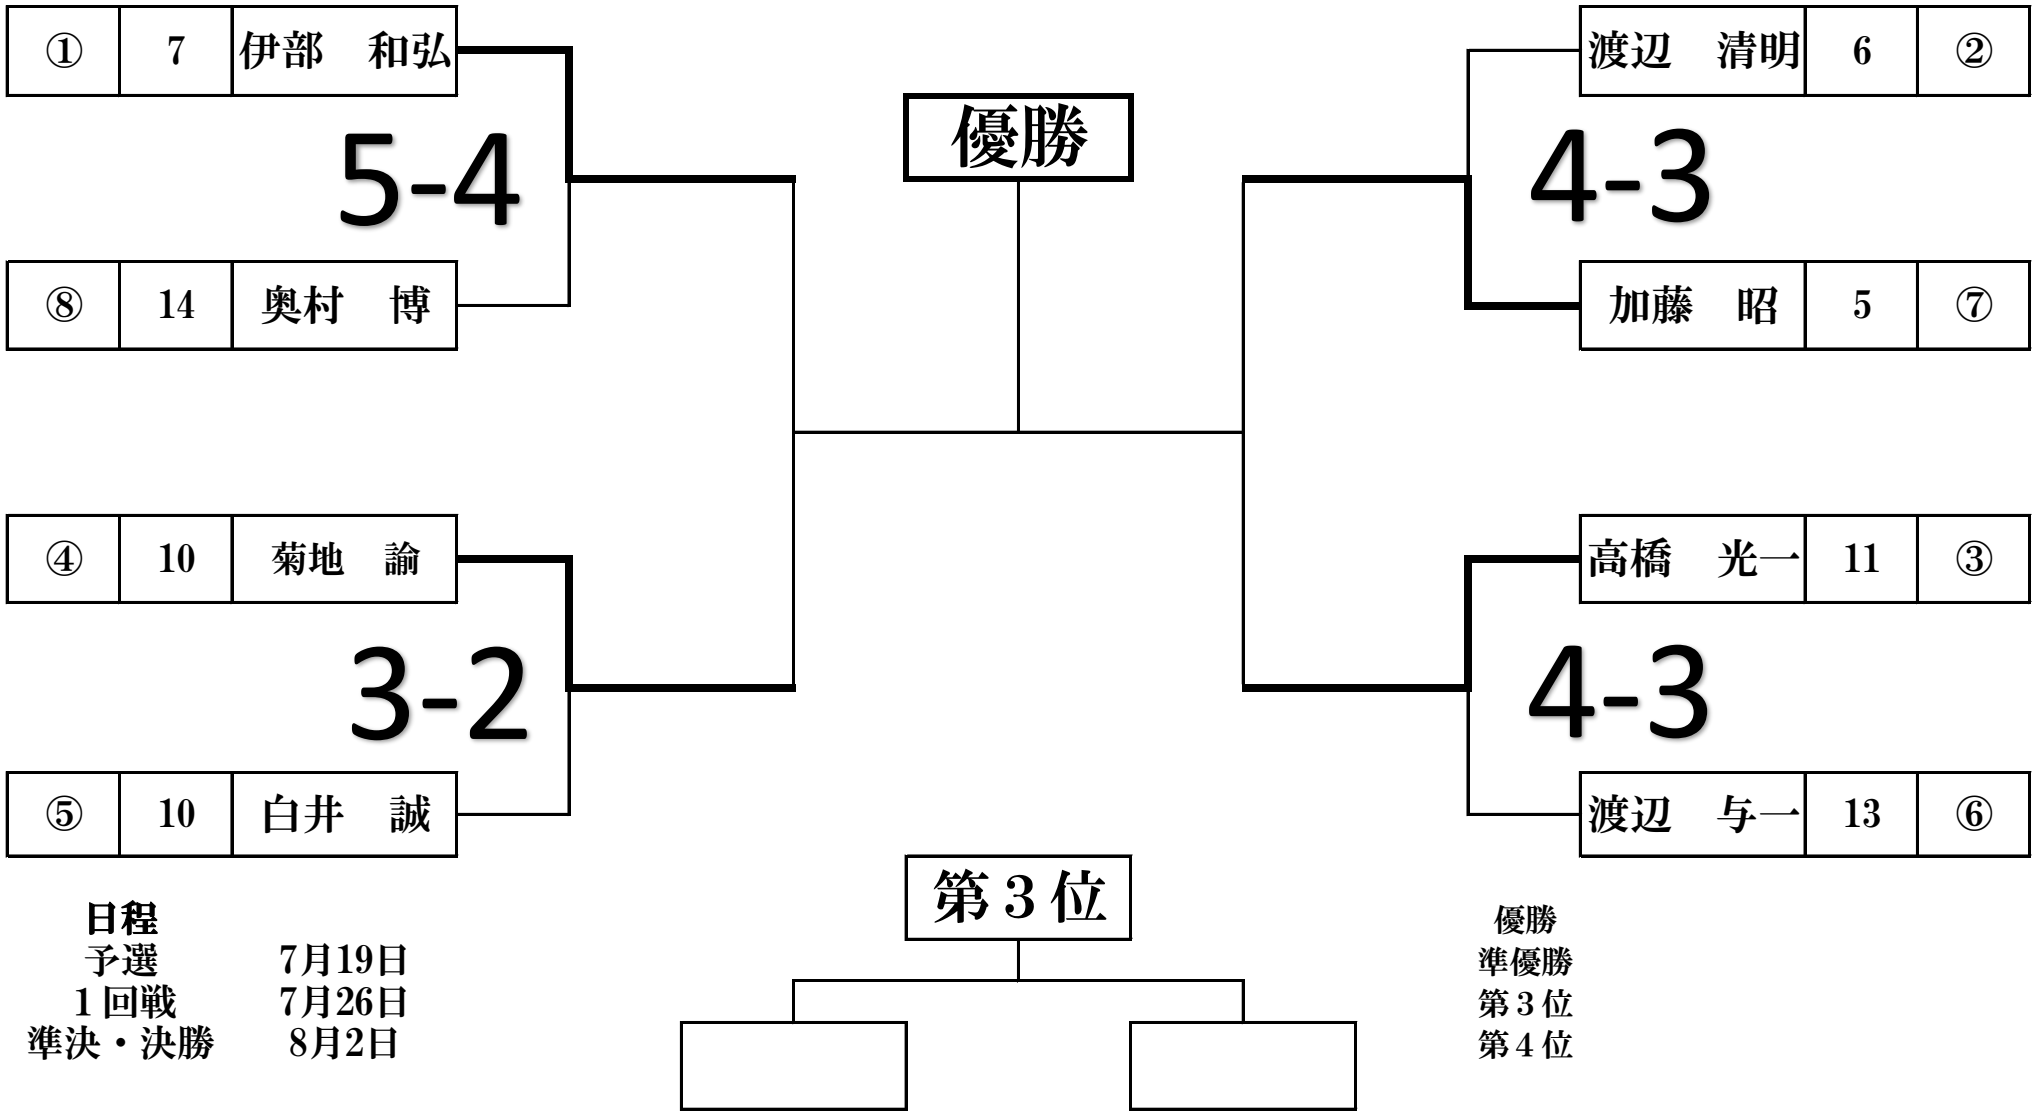 ① 7 伊部　和弘
5-4
⑧ 14 奥村　博
④ 10 菊地　諭
3-2
⑤ 10 白井　誠
優勝
渡辺　清明 6 ②
4-3
加藤　昭 5 ⑦
高橋　光一 11 ③
4-3
渡辺　与一 13 ⑥
第３位
日程
予選 7月19日
１回戦 7月26日
準決・決勝 8月2日
優勝
準優勝
第３位
第４位